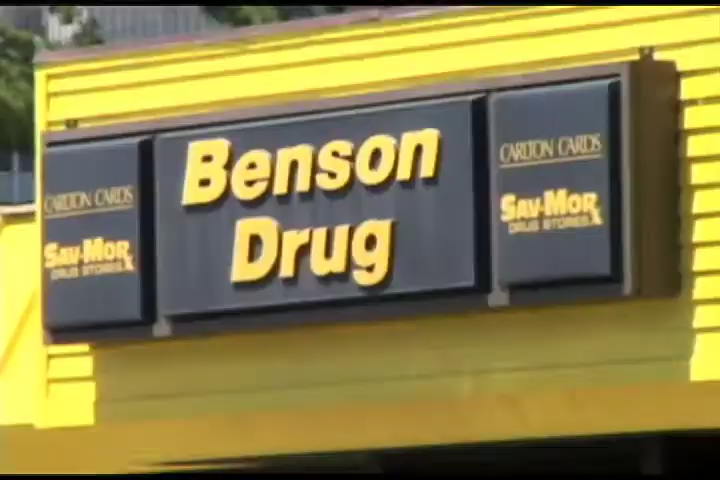 CARLTON CARDS
SAV-MOR
DRUG STORES
Benson
Drug
CARLTON CARDS
SAV-MOR
DRUG STORES